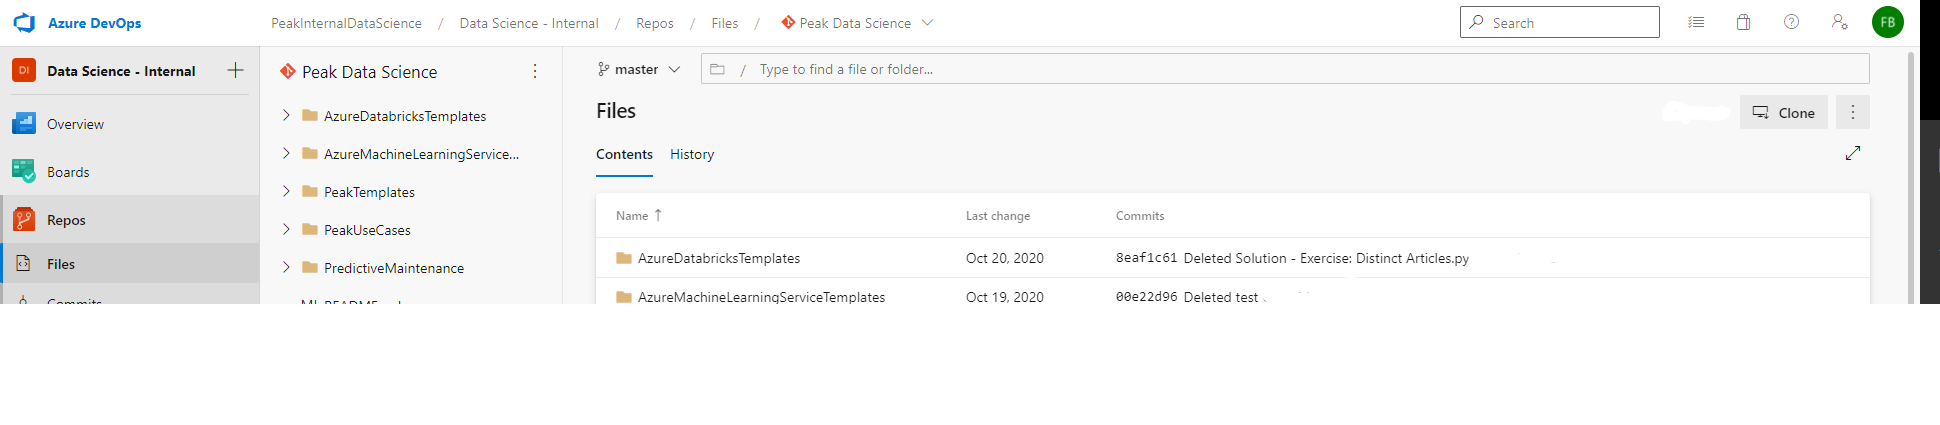 Azure DevOps
PeakInternalDataScience / Data Science - Internal / Repos / Files / Peak Data Science
Search
FB
DI Data Science - Internal
Overview
Boards
Repos
Files
Commits
Peak Data Science
AzureDatabricksTemplates
AzureMachineLearningService...
PeakTemplates
PeakUseCases
PredictiveMaintenance
master
/ Type to find a file or folder...
Files
Clone
Contents History
Name ↑ Last change Commits
AzureDatabricksTemplates Oct 20, 2020 8eaf1c61 Deleted Solution - Exercise: Distinct Articles.py
AzureMachineLearningServiceTemplates Oct 19, 2020 00e22d96 Deleted test